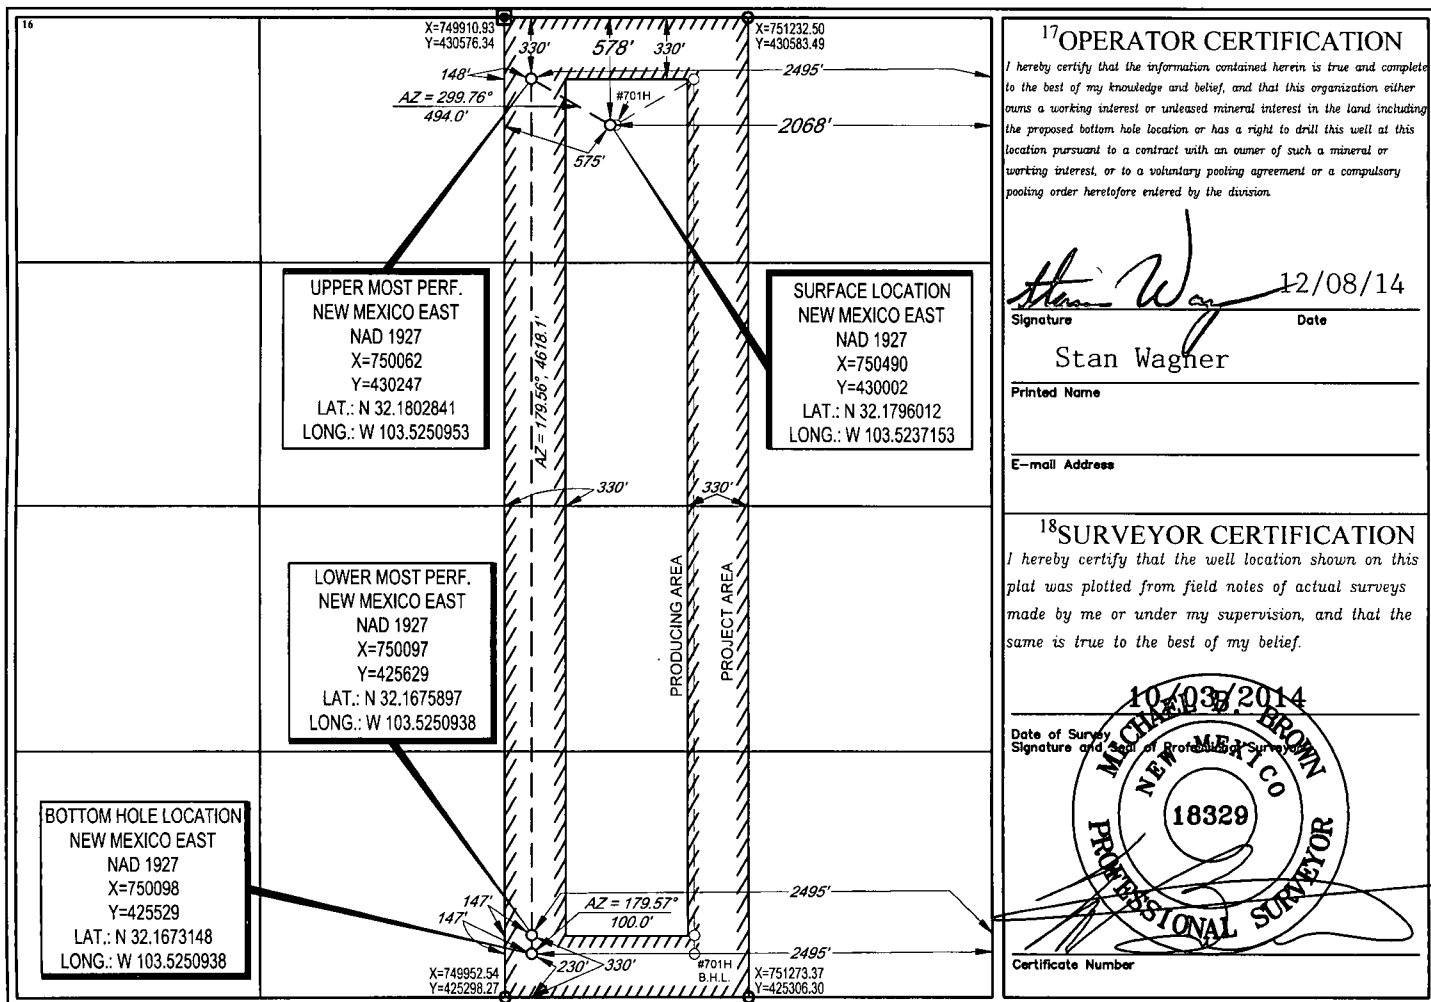 16
X=749910.93
Y=430576.34
X=751232.50
Y=430583.49
330'
578'
330'
148'
2495'
AZ = 299.76°
494.0'
#701H
2068'
575'
UPPER MOST PERF.
NEW MEXICO EAST
NAD 1927
X=750062
Y=430247
LAT.: N 32.1802841
LONG.: W 103.5250953
AZ = 179.56°, 4618.1'
SURFACE LOCATION
NEW MEXICO EAST
NAD 1927
X=750490
Y=430002
LAT.: N 32.1796012
LONG.: W 103.5237153
330'
330'
LOWER MOST PERF.
NEW MEXICO EAST
NAD 1927
X=750097
Y=425629
LAT.: N 32.1675897
LONG.: W 103.5250938
PRODUCING AREA
PROJECT AREA
BOTTOM HOLE LOCATION
NEW MEXICO EAST
NAD 1927
X=750098
Y=425529
LAT.: N 32.1673148
LONG.: W 103.5250938
147'
147'
AZ = 179.57°
100.0'
2495'
2495'
230'
330'
#701H
B.H.L.
X=749952.54
Y=425298.27
X=751273.37
Y=425306.30
17OPERATOR CERTIFICATION
I hereby certify that the information contained herein is true and complete
to the best of my knowledge and belief, and that this organization either
owns a working interest or unleased mineral interest in the land including
the proposed bottom hole location or has a right to drill this well at this
location pursuant to a contract with an owner of such a mineral or
working interest, or to a voluntary pooling agreement or a compulsory
pooling order heretofore entered by the division
12/08/14
Signature Date
Stan Wagner
Printed Name
E-mail Address
18SURVEYOR CERTIFICATION
I hereby certify that the well location shown on this
plat was plotted from field notes of actual surveys
made by me or under my supervision, and that the
same is true to the best of my belief.
10/03/2014
Date of Survey
Signature and Seal of Professional Surveyor
MICHAEL B. BROWN
NEW MEXICO
18329
PROFESSIONAL SURVEYOR
Certificate Number